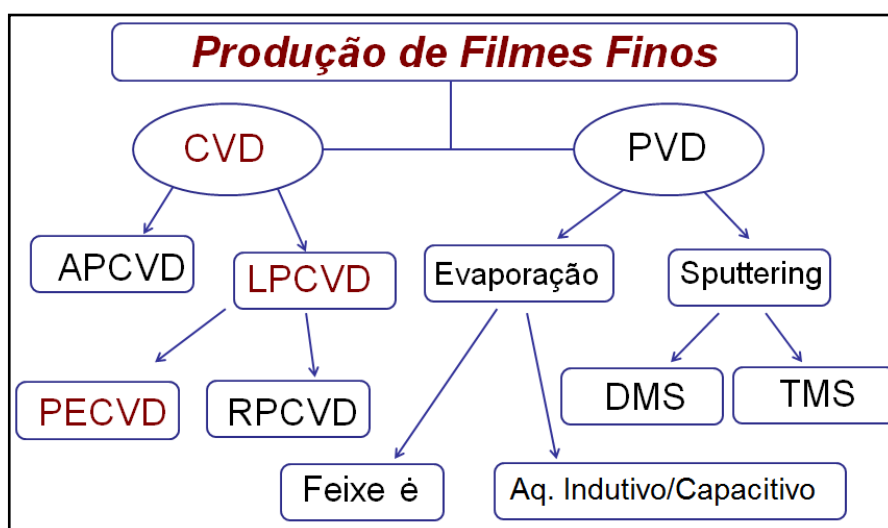 Produção de Filmes Finos
CVD
PVD
APCVD
LPCVD
Evaporação
Sputtering
PECVD
RPCVD
DMS
TMS
Feixe é
Aq. Indutivo/Capacitivo